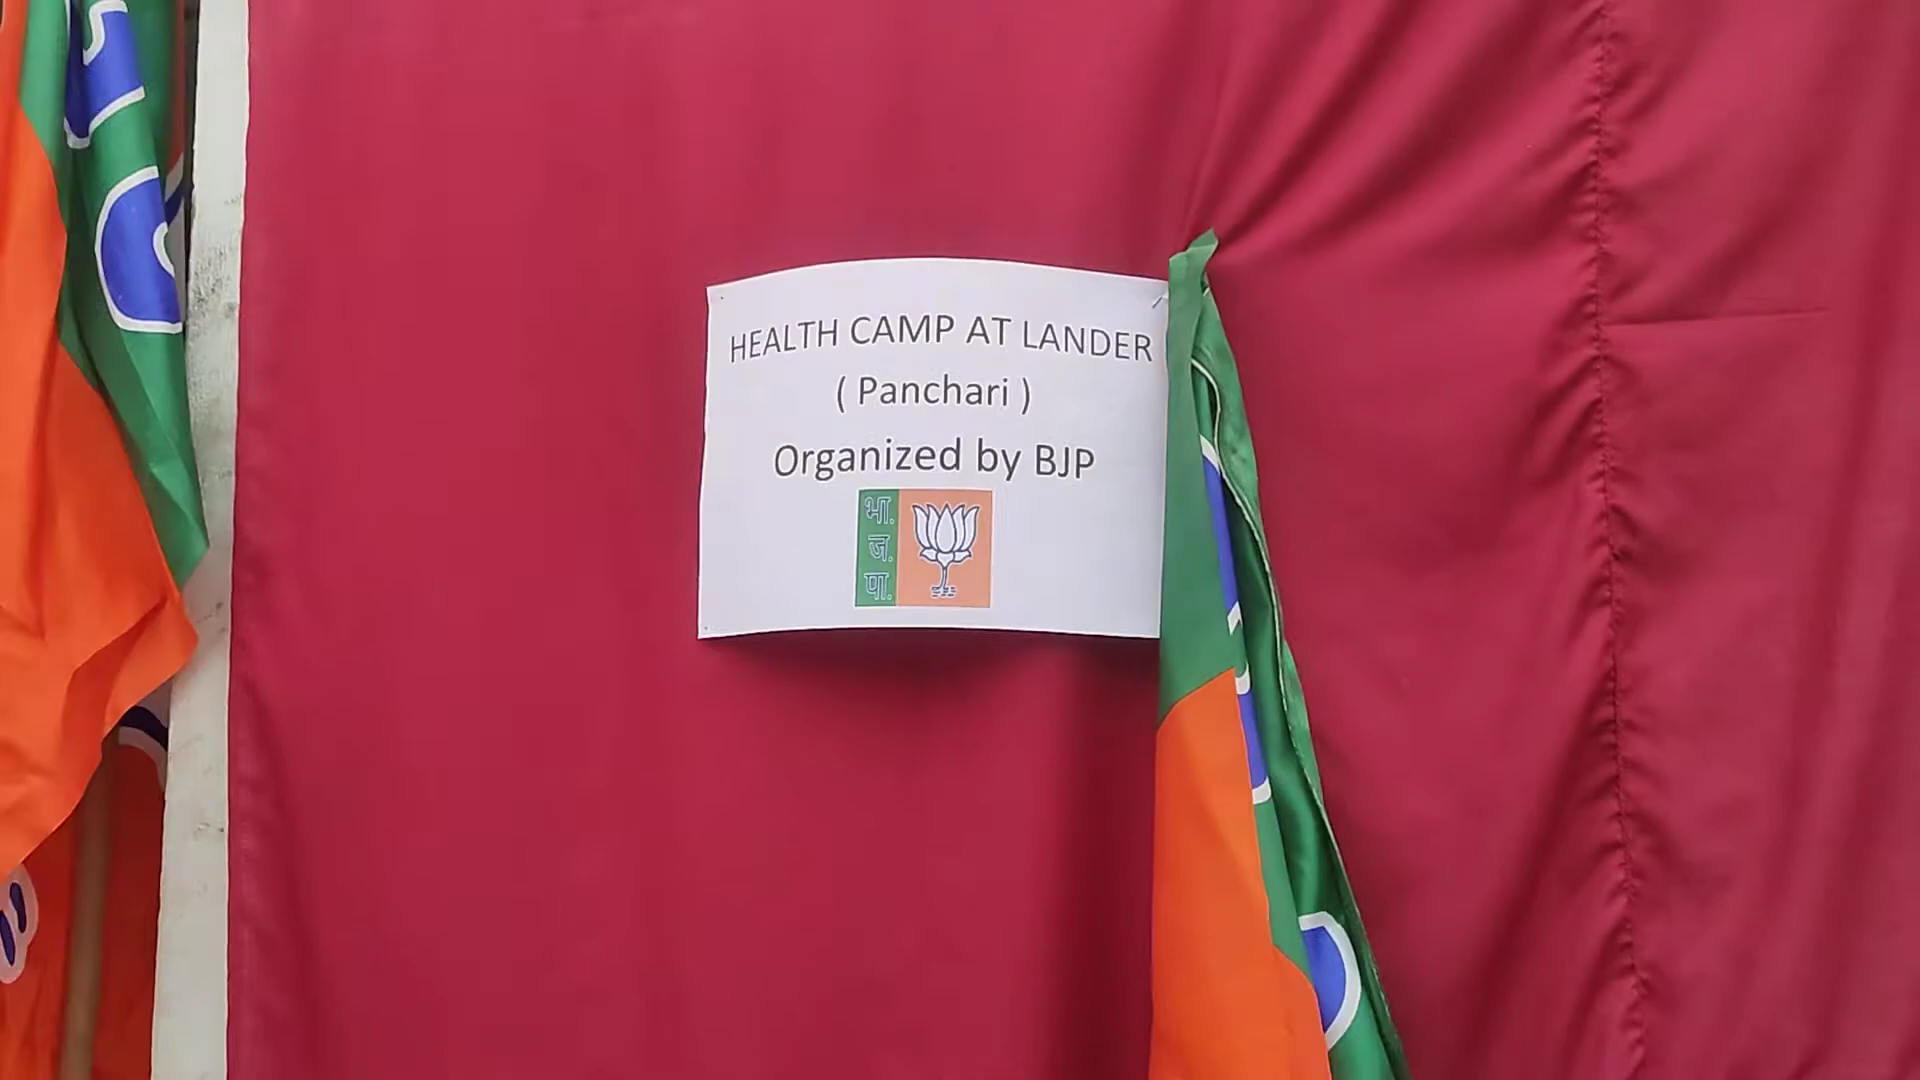 HEALTH CAMP AT LANDER
( Panchari )
Organized by BJP
भा.
ज.
पा.